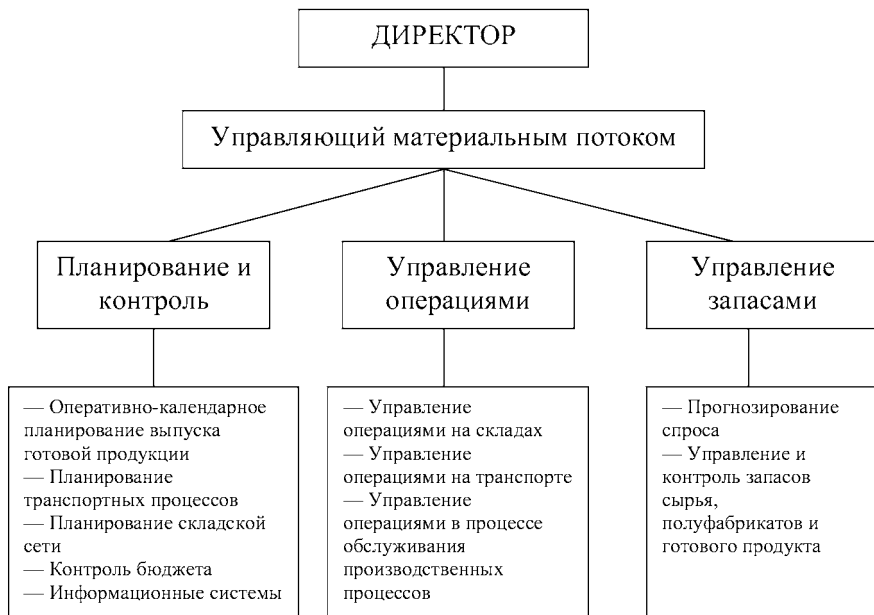 ДИРЕКТОР
Управляющий материальным потоком
Планирование и
контроль
Управление
операциями
Управление
запасами
— Оперативно-календарное
планирование выпуска
готовой продукции
— Планирование
транспортных процессов
— Планирование складской
сети
— Контроль бюджета
— Информационные системы
— Управление
операциями на складах
— Управление
операциями на транспорте
— Управление
операциями в процессе
обслуживания
производственных
процессов
— Прогнозирование
спроса
— Управление и
контроль запасов
сырья,
полуфабрикатов и
готового продукта